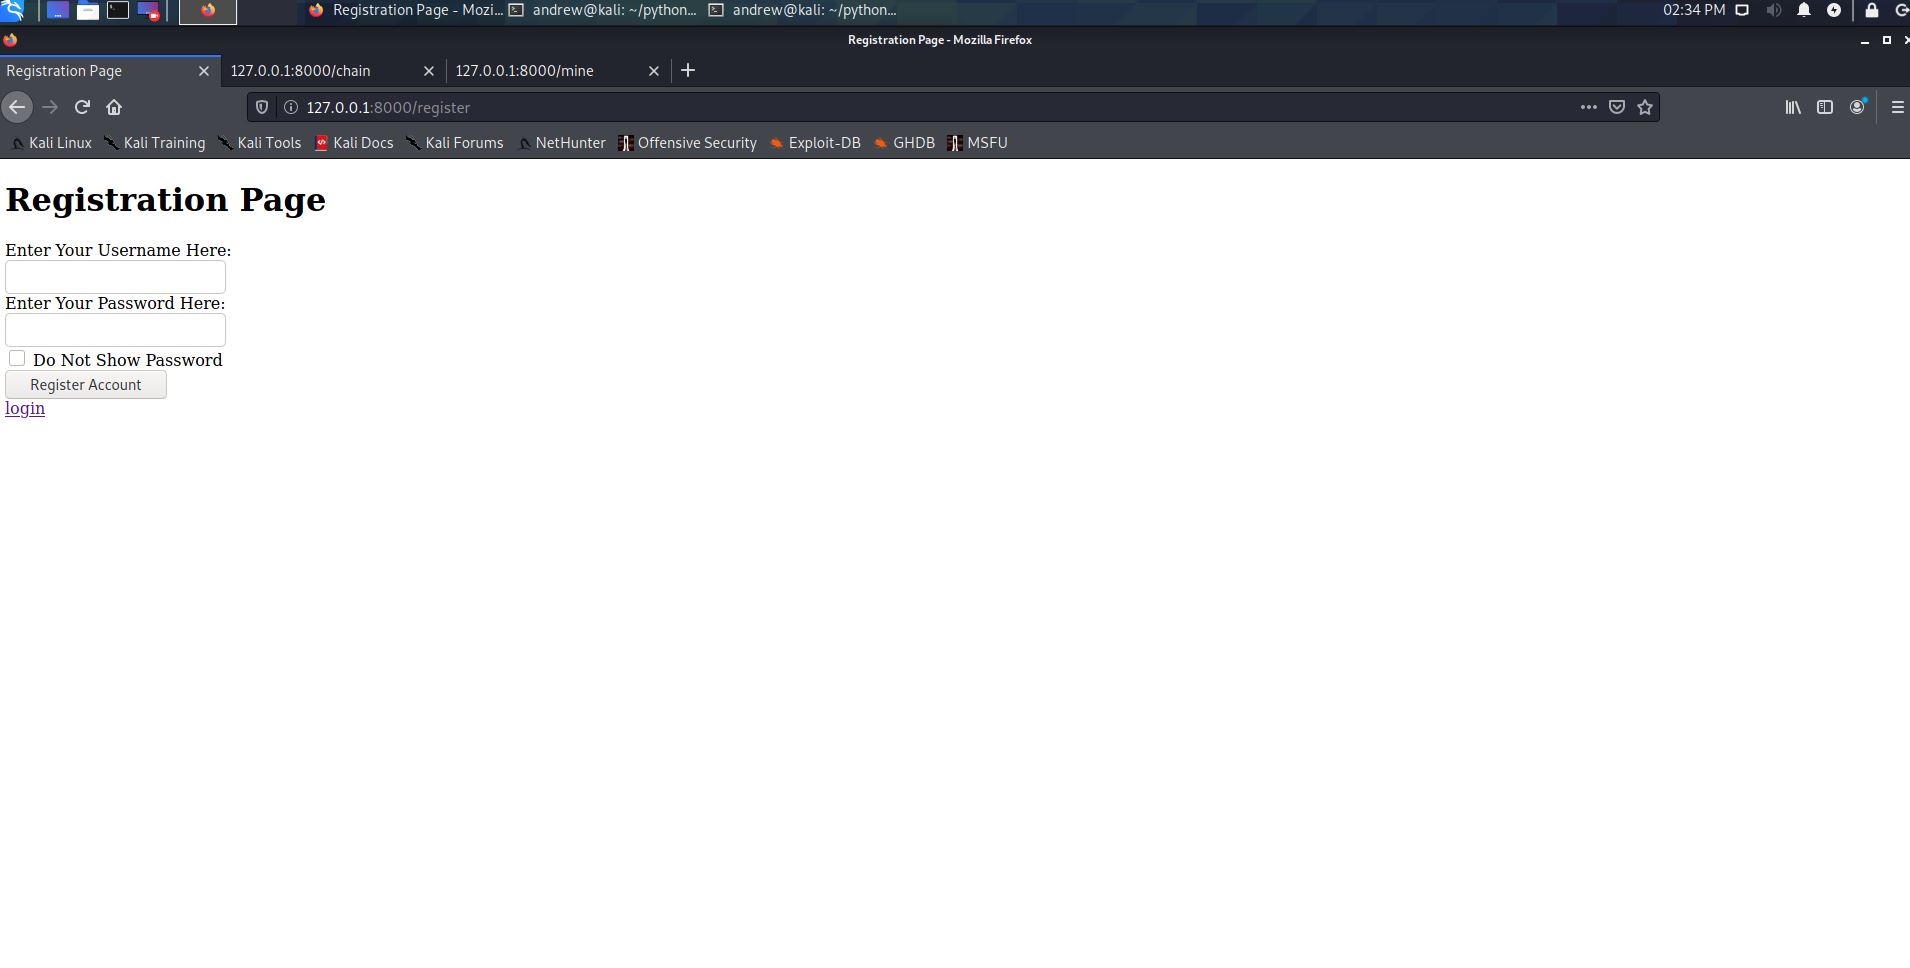 Registration Page - Mozi... andrew@kali: ~/python... andrew@kali: ~/python... 02:34 PM
Registration Page - Mozilla Firefox
Registration Page 127.0.0.1:8000/chain 127.0.0.1:8000/mine
127.0.0.1:8000/register
Kali Linux Kali Training Kali Tools Kali Docs Kali Forums NetHunter Offensive Security Exploit-DB GHDB MSFU
Registration Page
Enter Your Username Here:
Enter Your Password Here:
Do Not Show Password
Register Account
login